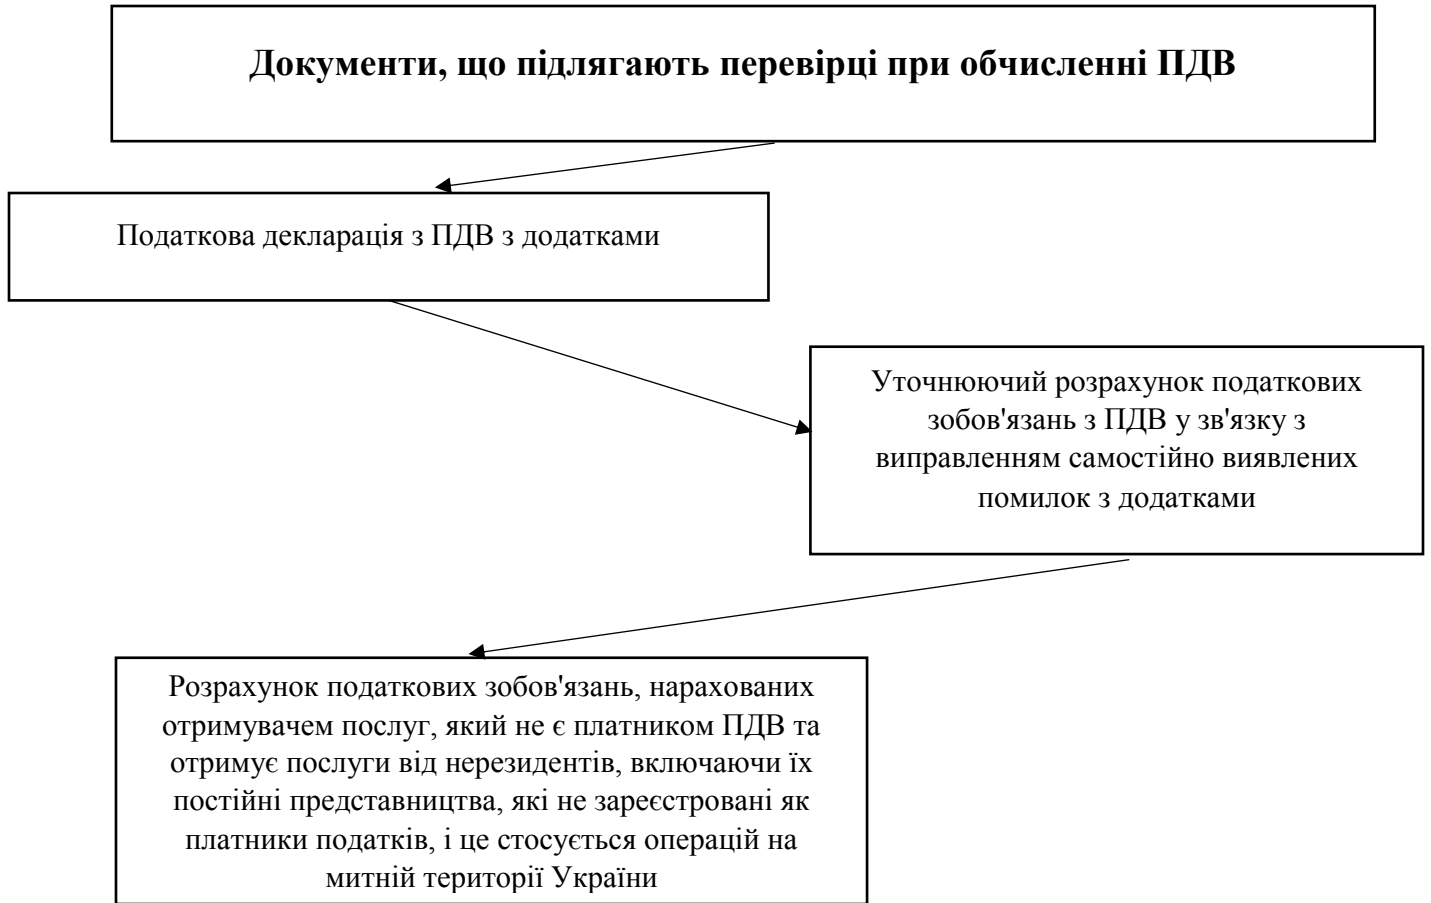 Документи, що підлягають перевірці при обчисленні ПДВ
Податкова декларація з ПДВ з додатками
Уточнюючий розрахунок податкових
зобов'язань з ПДВ у зв'язку з
виправленням самостійно виявлених
помилок з додатками
Розрахунок податкових зобов'язань, нарахованих
отримувачем послуг, який не є платником ПДВ та
отримує послуги від нерезидентів, включаючи їх
постійні представництва, які не зареєстровані як
платники податків, і це стосується операцій на
митній території України